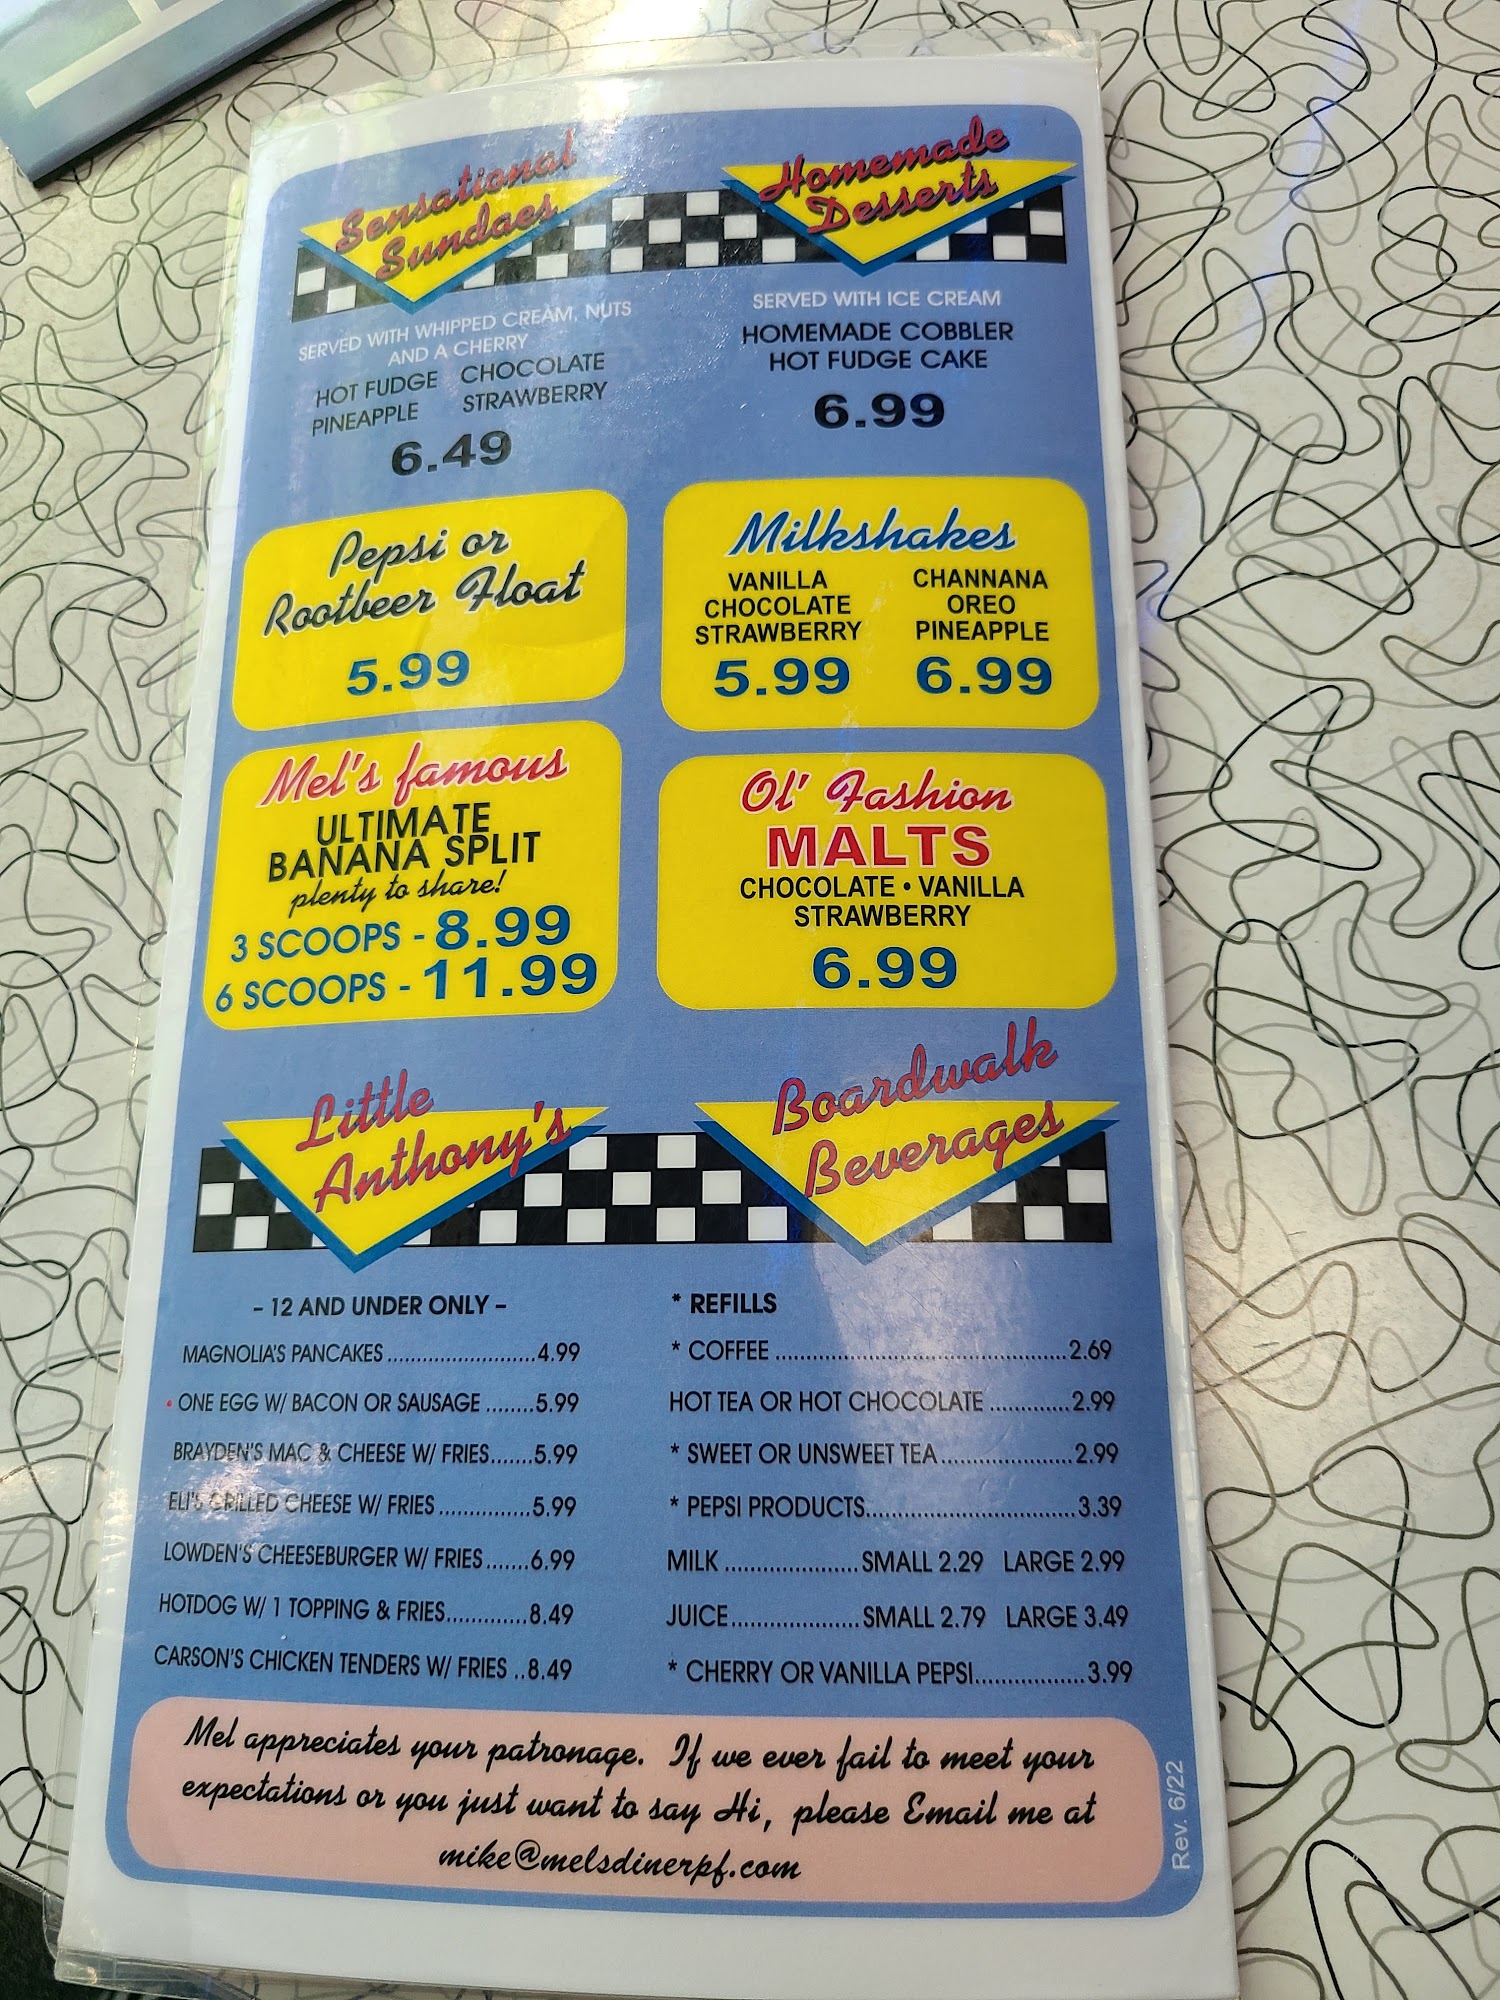 Sensational
Sundaes
SERVED WITH WHIPPED CREAM, NUTS
AND A CHERRY
HOT FUDGE CHOCOLATE
PINEAPPLE STRAWBERRY
6.49
Homemade
Desserts
SERVED WITH ICE CREAM
HOMEMADE COBBLER
HOT FUDGE CAKE
6.99
Pepsi or
Rootbeer Float
5.99
Milkshakes
VANILLA CHANNANA
CHOCOLATE OREO
STRAWBERRY PINEAPPLE
5.99 6.99
Mel's famous
ULTIMATE
BANANA SPLIT
plenty to share!
3 SCOOPS - 8.99
6 SCOOPS - 11.99
Ol' Fashion
MALTS
CHOCOLATE • VANILLA
STRAWBERRY
6.99
Little
Anthony's
– 12 AND UNDER ONLY –
MAGNOLIA'S PANCAKES.........................4.99
• ONE EGG W/ BACON OR SAUSAGE ........5.99
BRAYDEN'S MAC & CHEESE W/ FRIES.......5.99
ELI'S GRILLED CHEESE W/ FRIES................5.99
LOWDEN'S CHEESEBURGER W/ FRIES.......6.99
HOTDOG W/ 1 TOPPING & FRIES.............8.49
CARSON'S CHICKEN TENDERS W/ FRIES ..8.49
Boardwalk
Beverages
* REFILLS
* COFFEE ...............................................2.69
HOT TEA OR HOT CHOCOLATE .............2.99
* SWEET OR UNSWEET TEA.....................2.99
* PEPSI PRODUCTS..................................3.39
MILK ......................SMALL 2.29 LARGE 2.99
JUICE.....................SMALL 2.79 LARGE 3.49
* CHERRY OR VANILLA PEPSI.................3.99
Mel appreciates your patronage. If we ever fail to meet your
expectations or you just want to say Hi, please Email me at
mike@melsdinerpf.com
Rev. 6/22